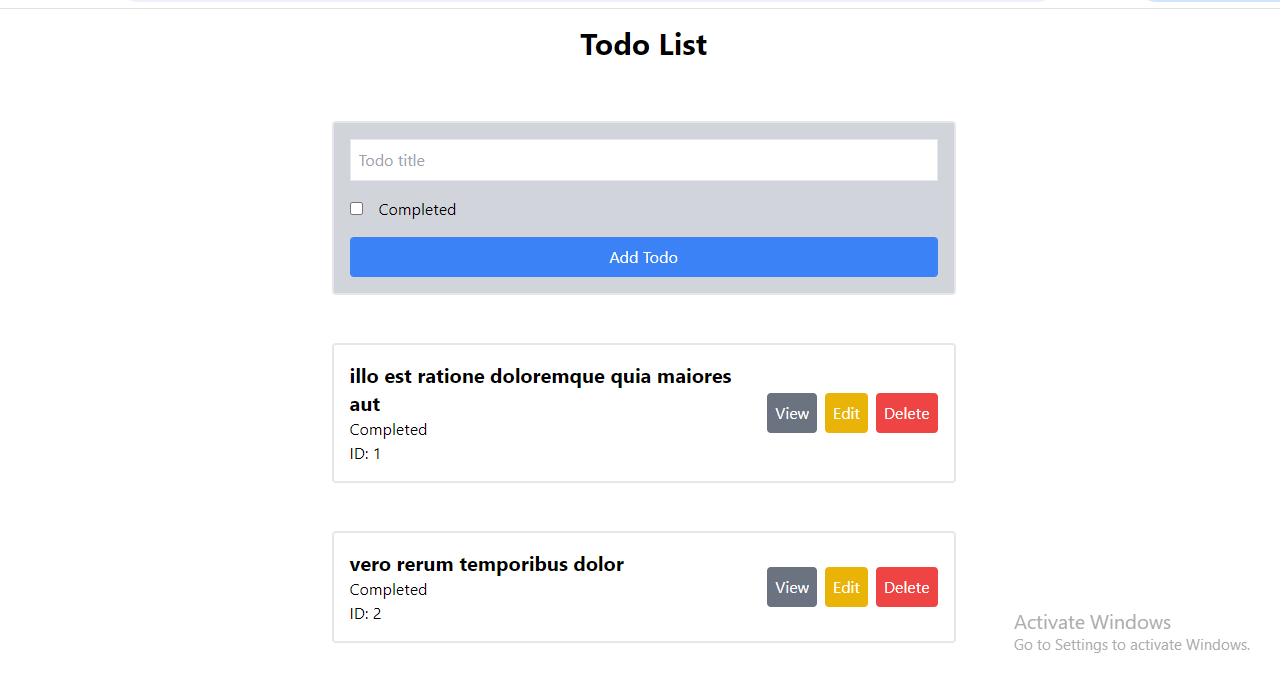 Todo List
Todo title
Completed
Add Todo
illo est ratione doloremque quia maiores
aut
Completed
ID: 1
View Edit Delete
vero rerum temporibus dolor
Completed
ID: 2
View Edit Delete
Activate Windows
Go to Settings to activate Windows.